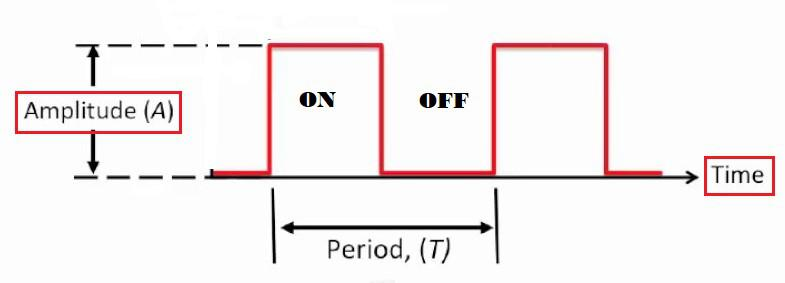 ON
OFF
Amplitude (A)
Time
Period, (T)